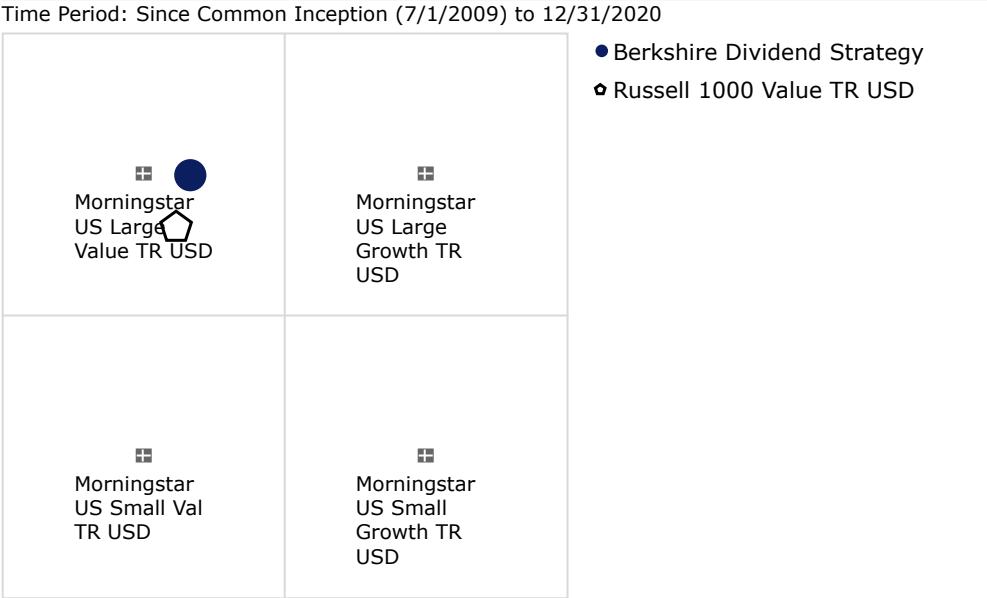 Time Period: Since Common Inception (7/1/2009) to 12/31/2020
Berkshire Dividend Strategy
Russell 1000 Value TR USD
Morningstar
US Large
Value TR USD
Morningstar
US Large
Growth TR
USD
Morningstar
US Small Val
TR USD
Morningstar
US Small
Growth TR
USD